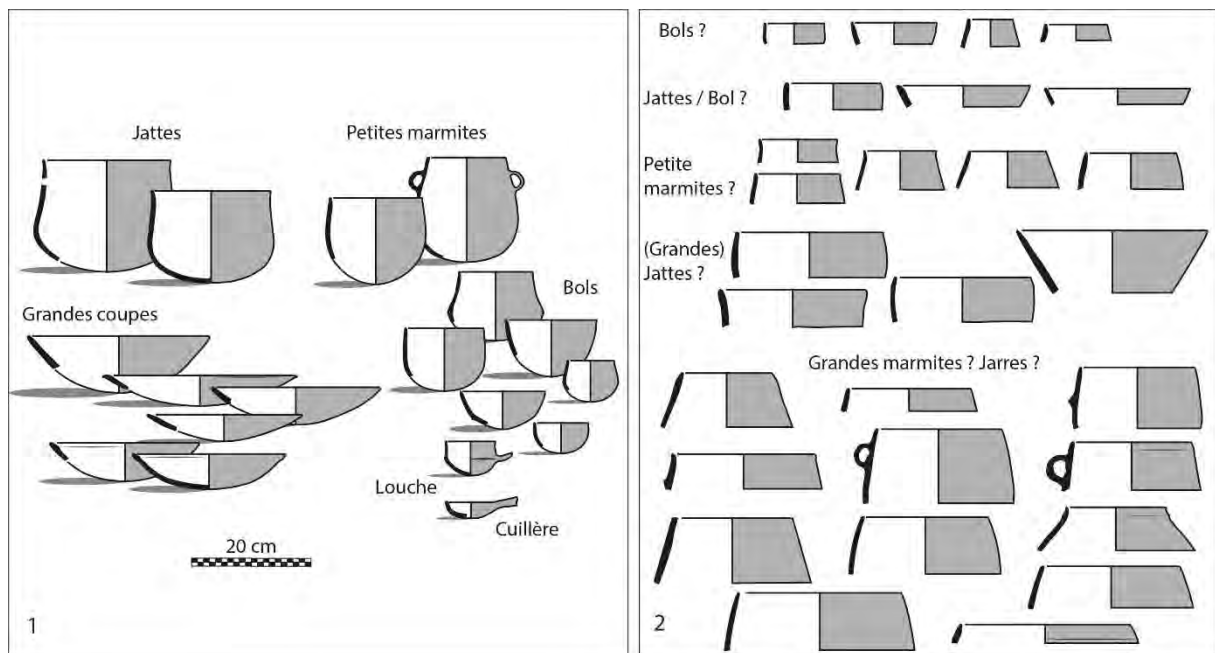 Jattes
Petites marmites
Bols
Grandes coupes
Louche
Cuillère
20 cm
1
Bols ?
Jattes / Bol ?
Petite
marmites ?
(Grandes)
Jattes ?
Grandes marmites ? Jarres ?
2